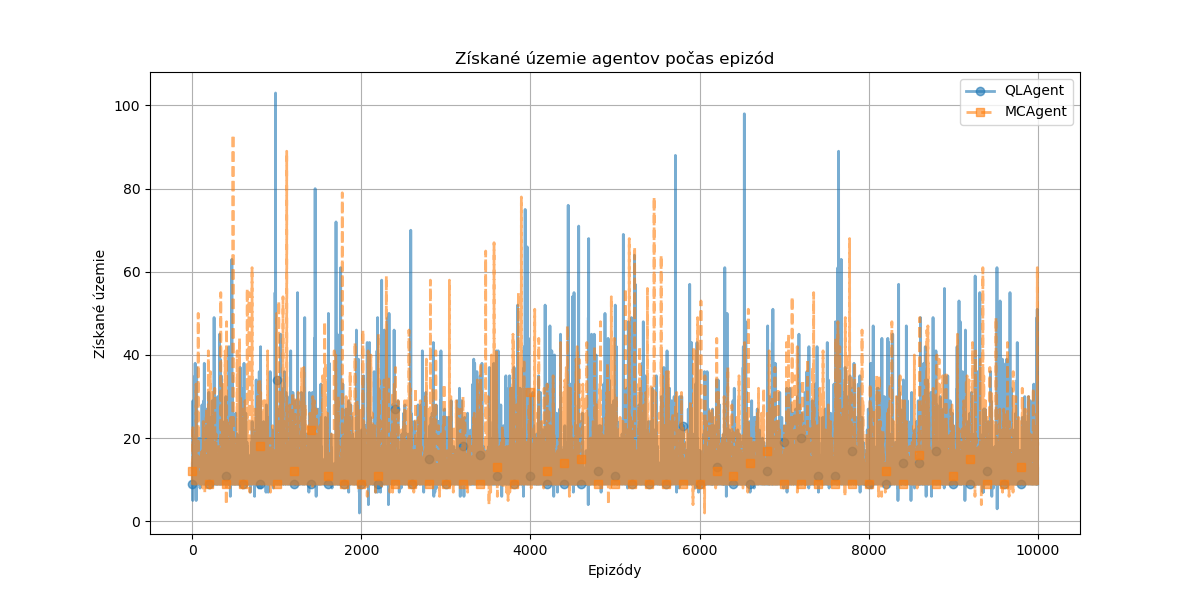 Získané územie agentov počas epizód
QLAgent
MCAgent
Získané územie
100
80
60
40
20
0
0 2000 4000 6000 8000 10000
Epizódy